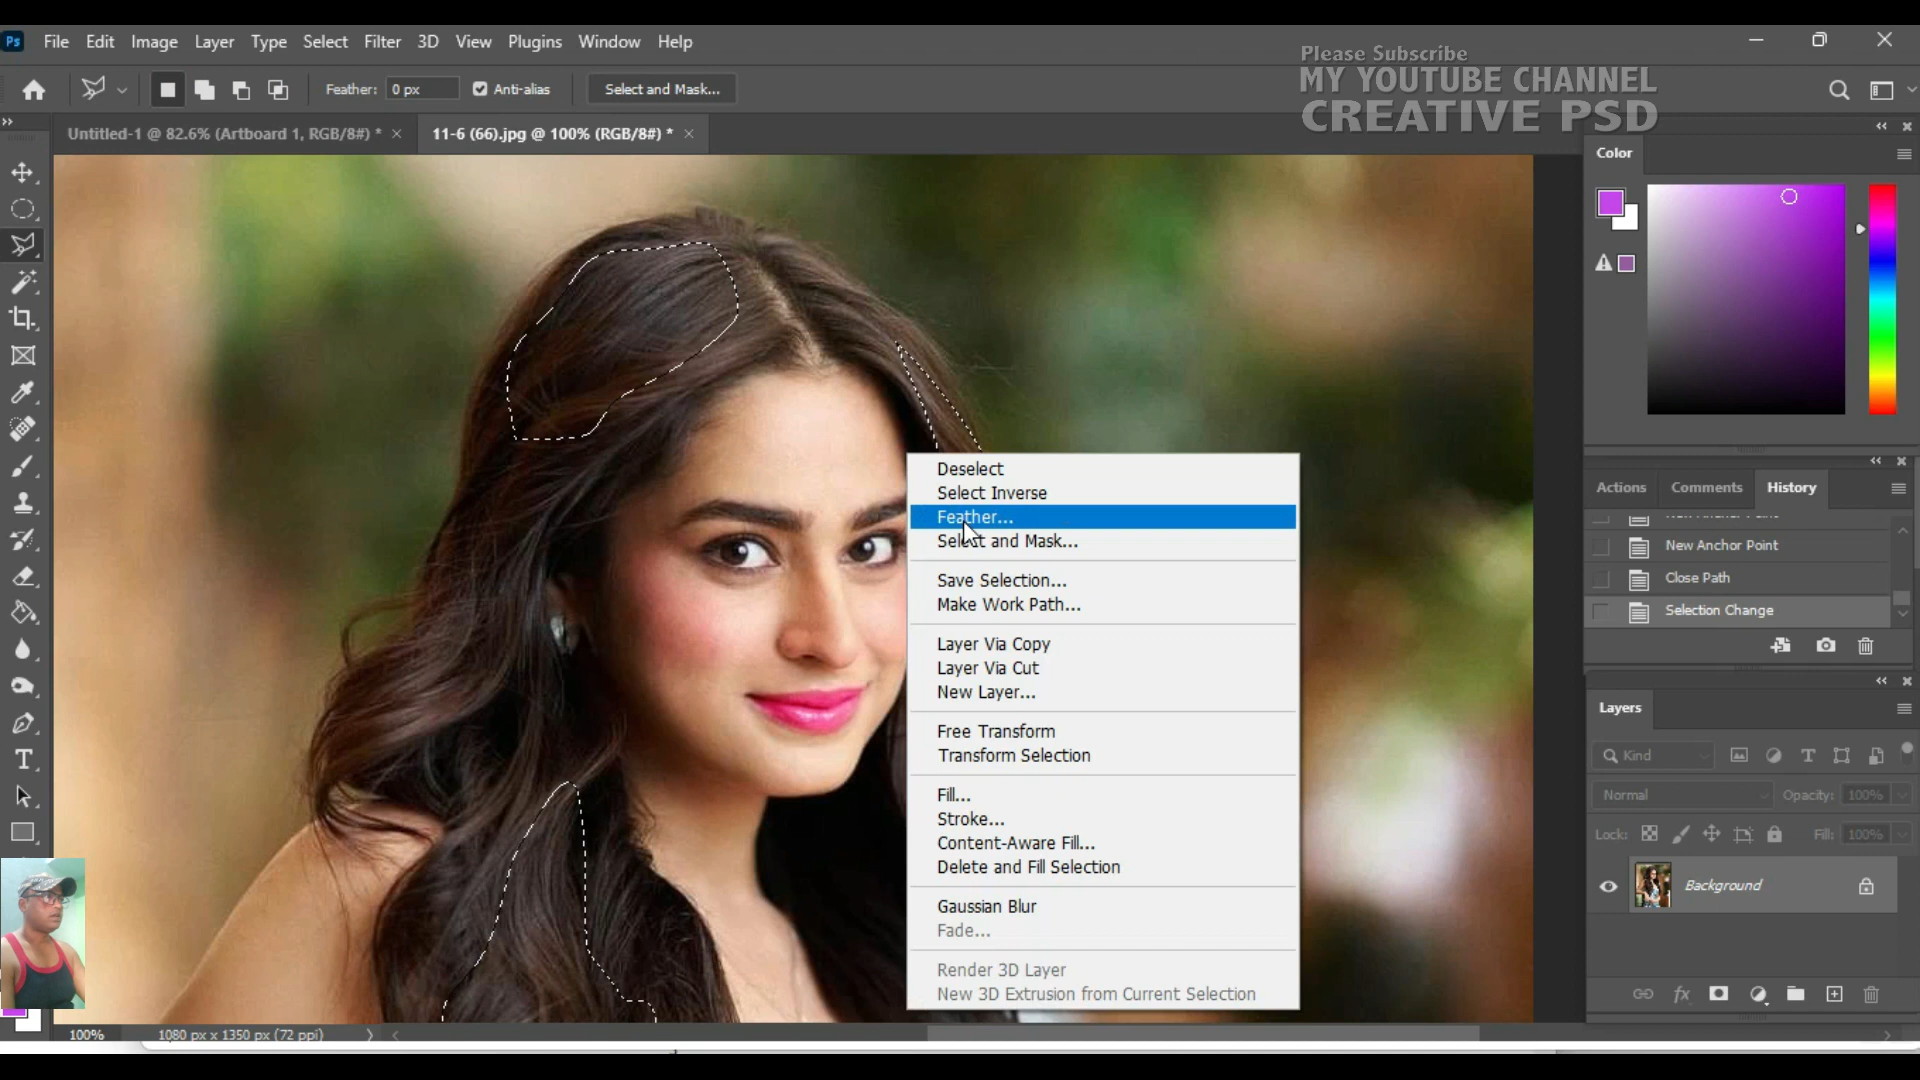 Ps File Edit Image Layer Type Select Filter 3D View Plugins Window Help
Please Subscribe
MY YOUTUBE CHANNEL
CREATIVE PSD
Feather: 0 px Anti-alias Select and Mask...
Untitled-1 @ 82.6% (Artboard 1, RGB/8#) * × 11-6 (66).jpg @ 100% (RGB/8#) * ×
Color
Deselect
Select Inverse
Feather...
Select and Mask...
Save Selection...
Make Work Path...
Layer Via Copy
Layer Via Cut
New Layer...
Free Transform
Transform Selection
Fill...
Stroke...
Content-Aware Fill...
Delete and Fill Selection
Gaussian Blur
Fade...
Render 3D Layer
New 3D Extrusion from Current Selection
Actions Comments History
New Anchor Point
New Anchor Point
Close Path
Selection Change
Layers
Kind
Normal Opacity: 100%
Lock: Fill: 100%
Background
100% 1080 px x 1350 px (72 ppi)